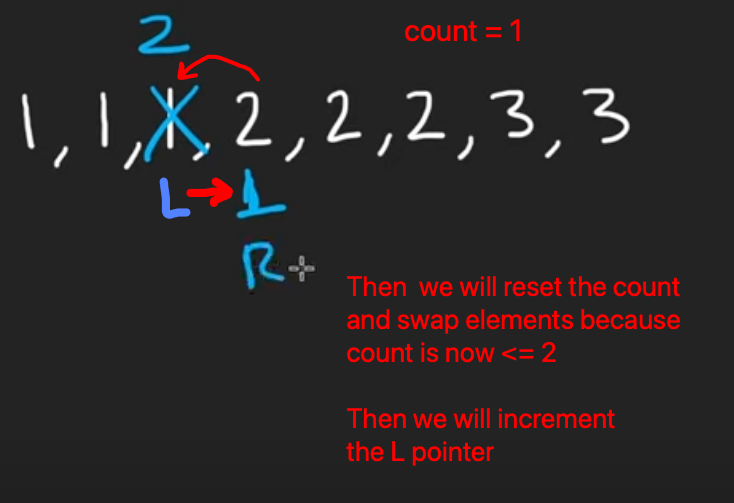 2
count = 1
1, 1, 1, 2, 2, 2, 3, 3
L 1
R
Then we will reset the count
and swap elements because
count is now <= 2
Then we will increment
the L pointer